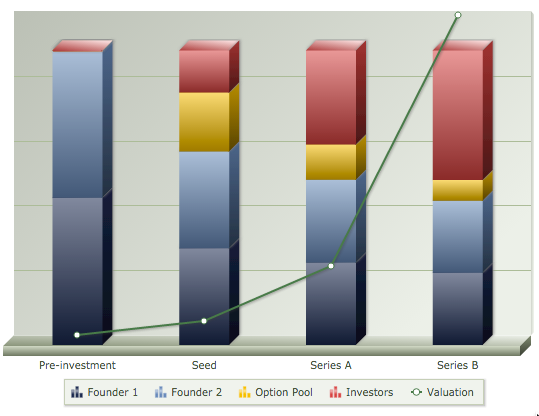 Pre-investment Seed Series A Series B
Founder 1 Founder 2 Option Pool Investors Valuation